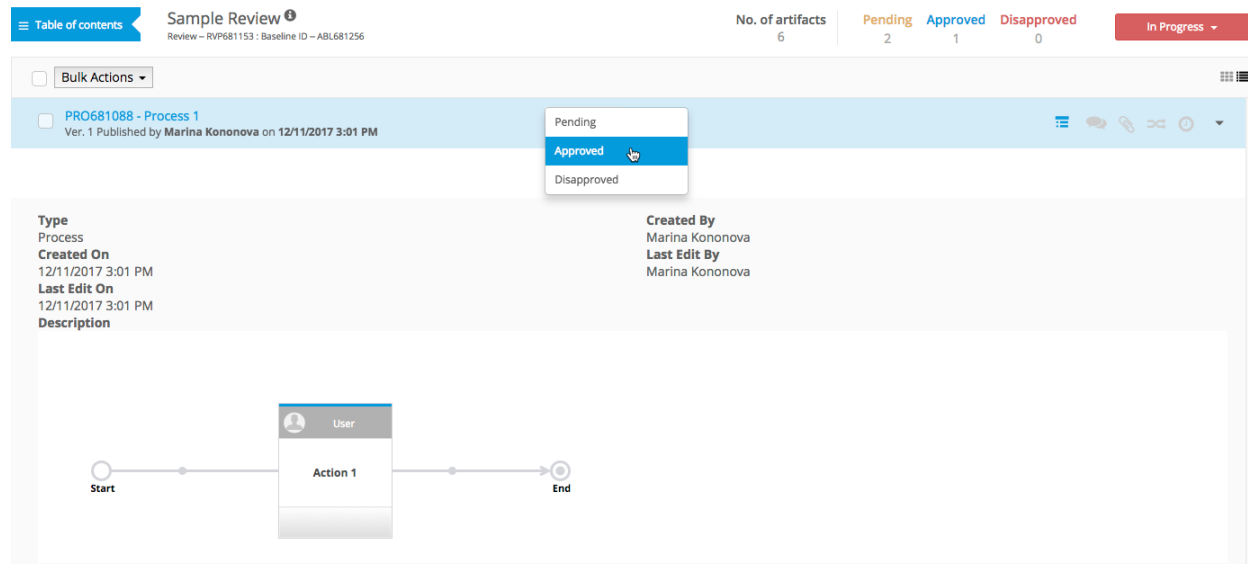 Table of contents
Sample Review
Review – RVP681153 : Baseline ID – ABL681256
No. of artifacts
6
Pending
2
Approved
1
Disapproved
0
In Progress
Bulk Actions
PRO681088 - Process 1
Ver. 1 Published by Marina Kononova on 12/11/2017 3:01 PM
Pending
Approved
Disapproved
Type
Process
Created On
12/11/2017 3:01 PM
Last Edit On
12/11/2017 3:01 PM
Description
Created By
Marina Kononova
Last Edit By
Marina Kononova
User
Action 1
Start
End